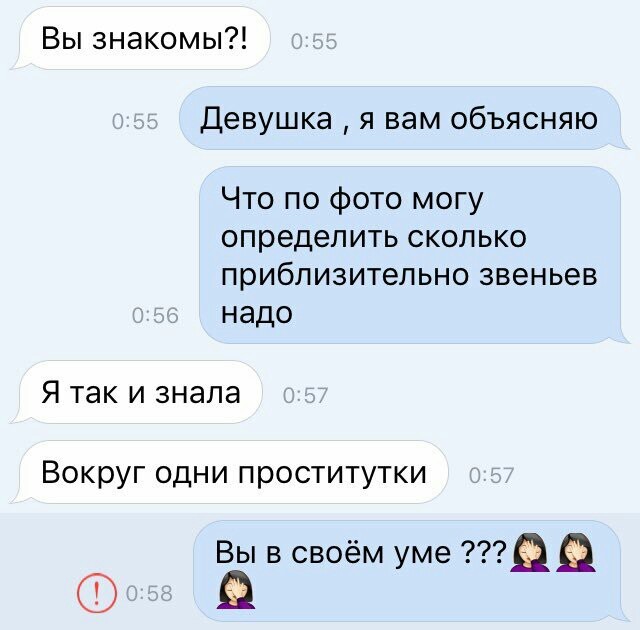 Вы знакомы?! 0:55
0:55 Девушка , я вам объясняю
Что по фото могу
определить сколько
приблизительно звеньев
0:56 надо
Я так и знала 0:57
Вокруг одни проститутки 0:57
Вы в своём уме ???🤦🏻‍♀️🤦🏻‍♀️
🤦🏻‍♀️
! 0:58